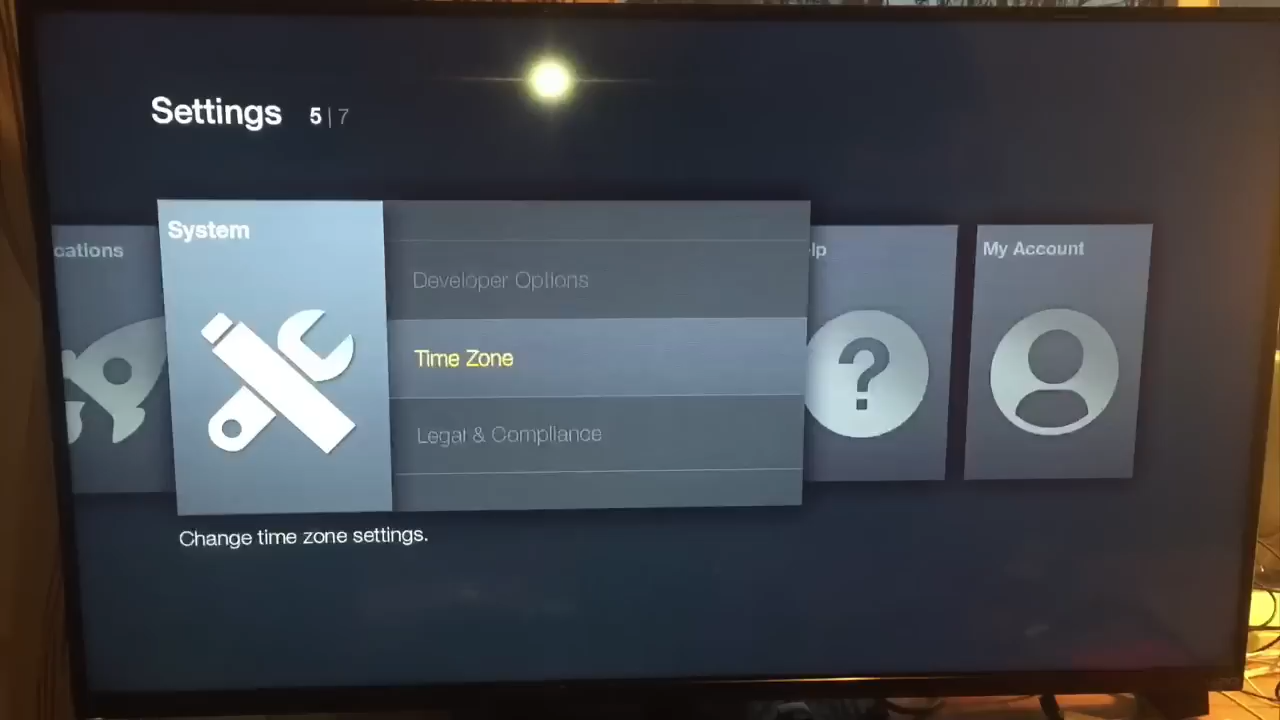 Settings 5 | 7
cations
System
lp
My Account
Developer Options
Time Zone
Legal & Compliance
Change time zone settings.